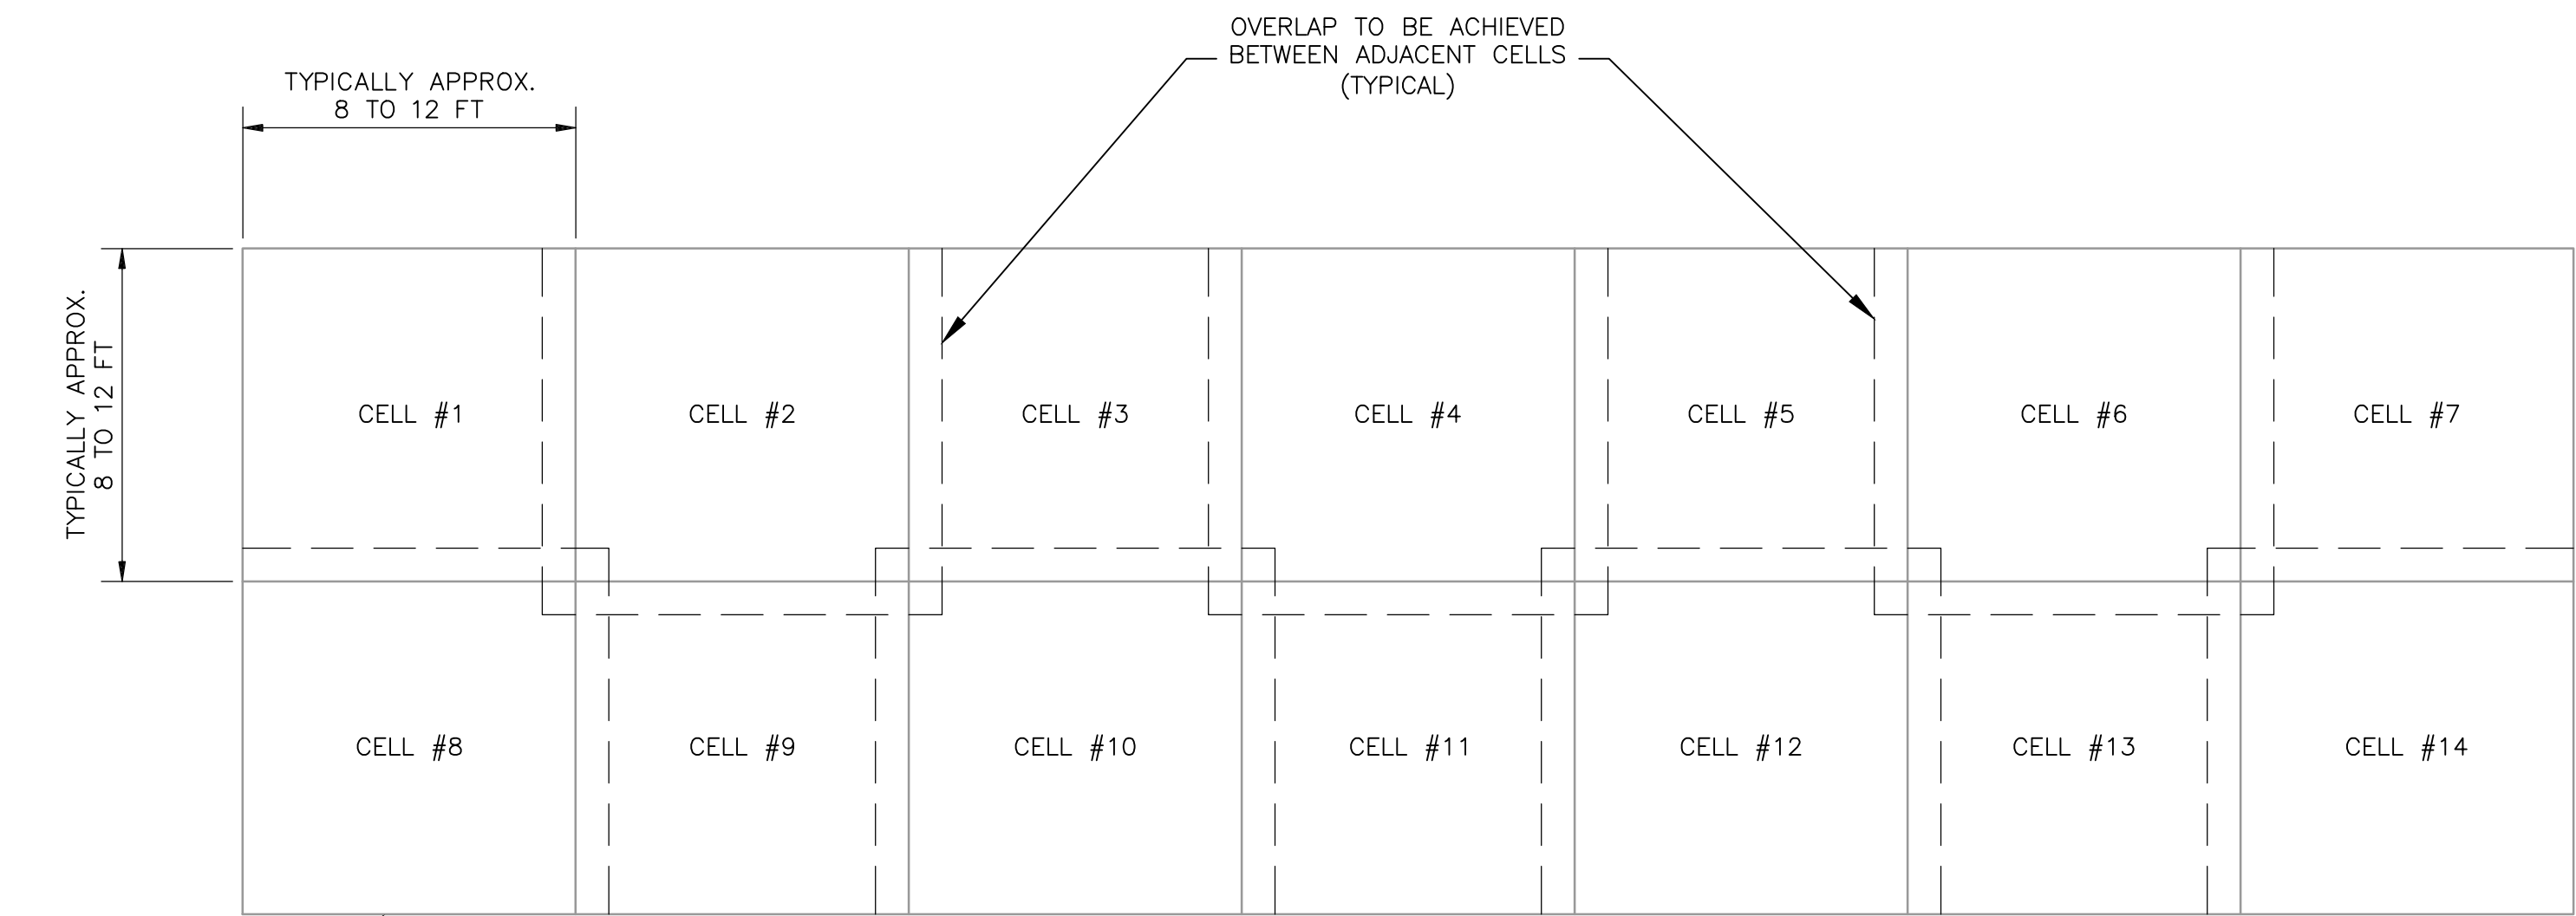 OVERLAP TO BE ACHIEVED
BETWEEN ADJACENT CELLS
(TYPICAL)
TYPICALLY APPROX.
8 TO 12 FT
TYPICALLY APPROX.
8 TO 12 FT
CELL #1
CELL #2
CELL #3
CELL #4
CELL #5
CELL #6
CELL #7
CELL #8
CELL #9
CELL #10
CELL #11
CELL #12
CELL #13
CELL #14